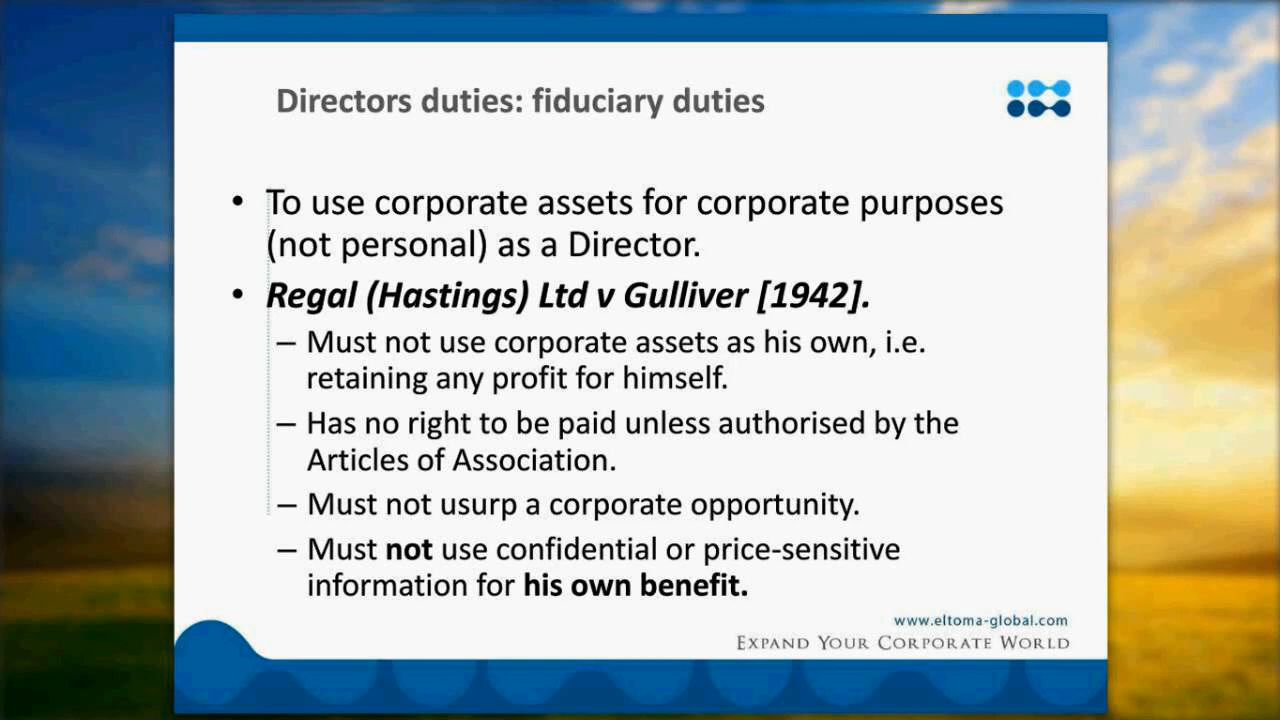 Directors duties: fiduciary duties
• To use corporate assets for corporate purposes
(not personal) as a Director.
• Regal (Hastings) Ltd v Gulliver [1942].
– Must not use corporate assets as his own, i.e.
retaining any profit for himself.
– Has no right to be paid unless authorised by the
Articles of Association.
– Must not usurp a corporate opportunity.
– Must not use confidential or price-sensitive
information for his own benefit.
www.eltoma-global.com
Expand Your Corporate World